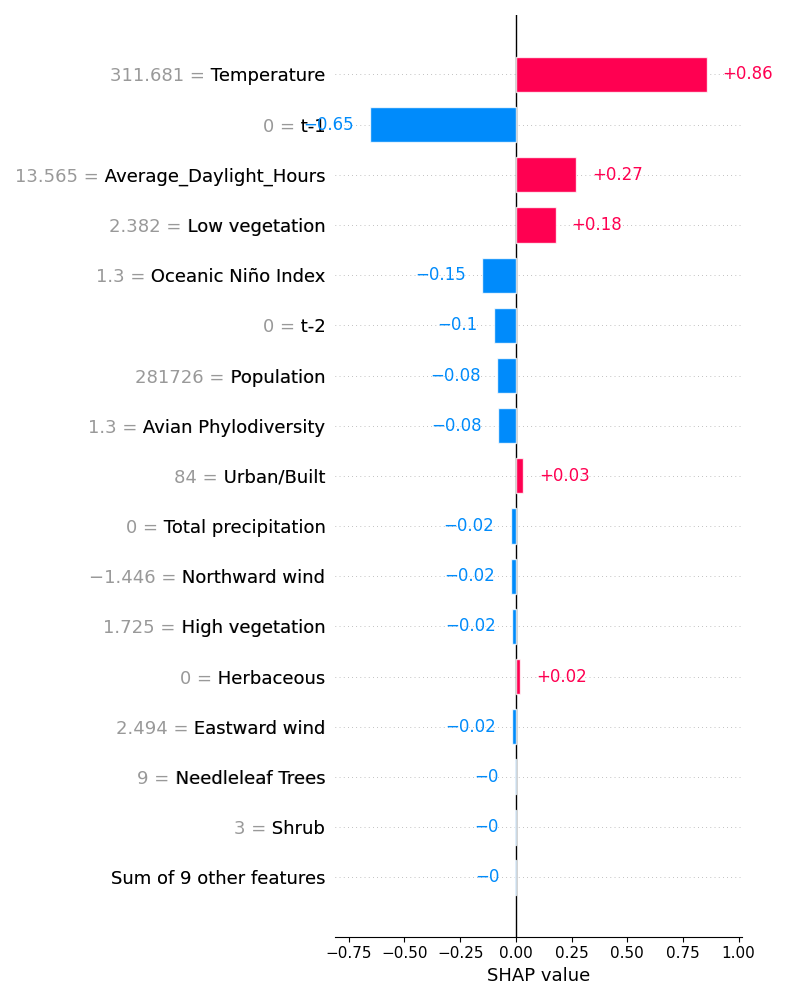 311.681 = Temperature +0.86
0 = t-1 −0.65
13.565 = Average_Daylight_Hours +0.27
2.382 = Low vegetation +0.18
1.3 = Oceanic Niño Index −0.15
0 = t-2 −0.1
281726 = Population −0.08
1.3 = Avian Phylodiversity −0.08
84 = Urban/Built +0.03
0 = Total precipitation −0.02
−1.446 = Northward wind −0.02
1.725 = High vegetation −0.02
0 = Herbaceous +0.02
2.494 = Eastward wind −0.02
9 = Needleleaf Trees −0
3 = Shrub −0
Sum of 9 other features −0
−0.75 −0.50 −0.25 0.00 0.25 0.50 0.75 1.00
SHAP value